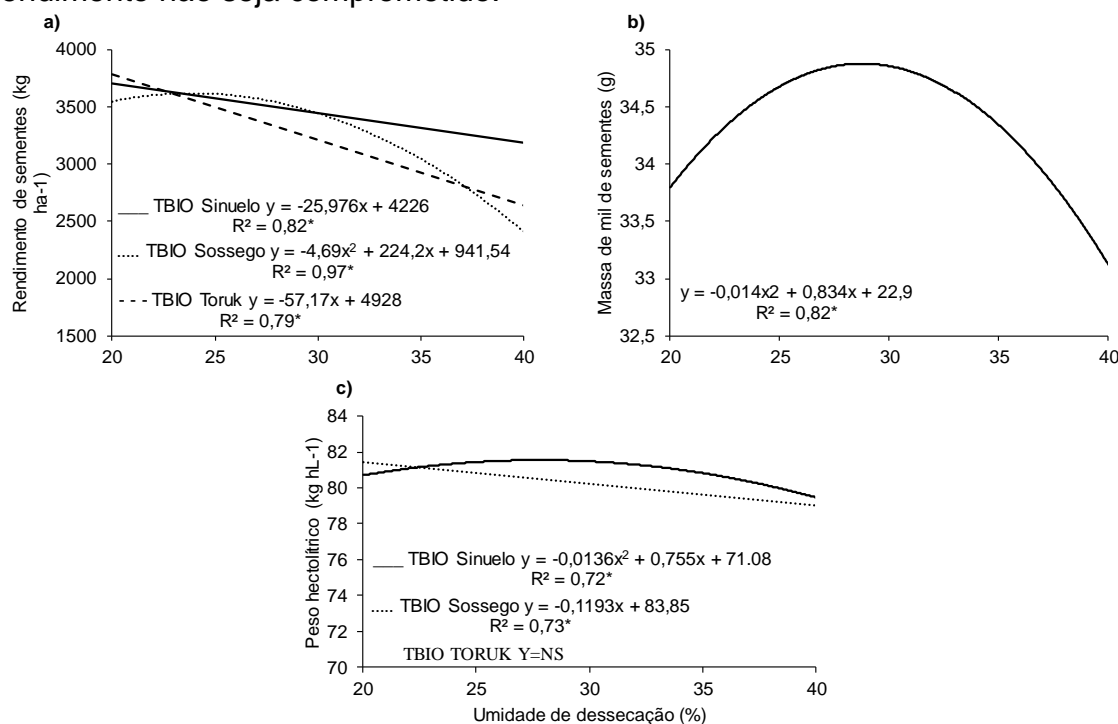 endimento não seja comprometido.
a)
4000
3500
3000
2500
2000
1500
20 25 30 35 40
Rendimento de sementes (kg
ha-1)
___ TBIO Sinuelo y = -25,976x + 4226
R² = 0,82*
..... TBIO Sossego y = -4,69x² + 224,2x + 941,54
R² = 0,97*
- - - TBIO Toruk y = -57,17x + 4928
R² = 0,79*
b)
35
34,5
34
33,5
33
32,5
20 25 30 35 40
Massa de mil de sementes (g)
y = -0,014x2 + 0,834x + 22,9
R² = 0,82*
c)
84
82
80
78
76
74
72
70
20 25 30 35 40
Peso hectolítrico (kg hL-1)
___ TBIO Sinuelo y = -0,0136x² + 0,755x + 71.08
R² = 0,72*
..... TBIO Sossego y = -0,1193x + 83,85
R² = 0,73*
TBIO TORUK Y=NS
Umidade de dessecação (%)